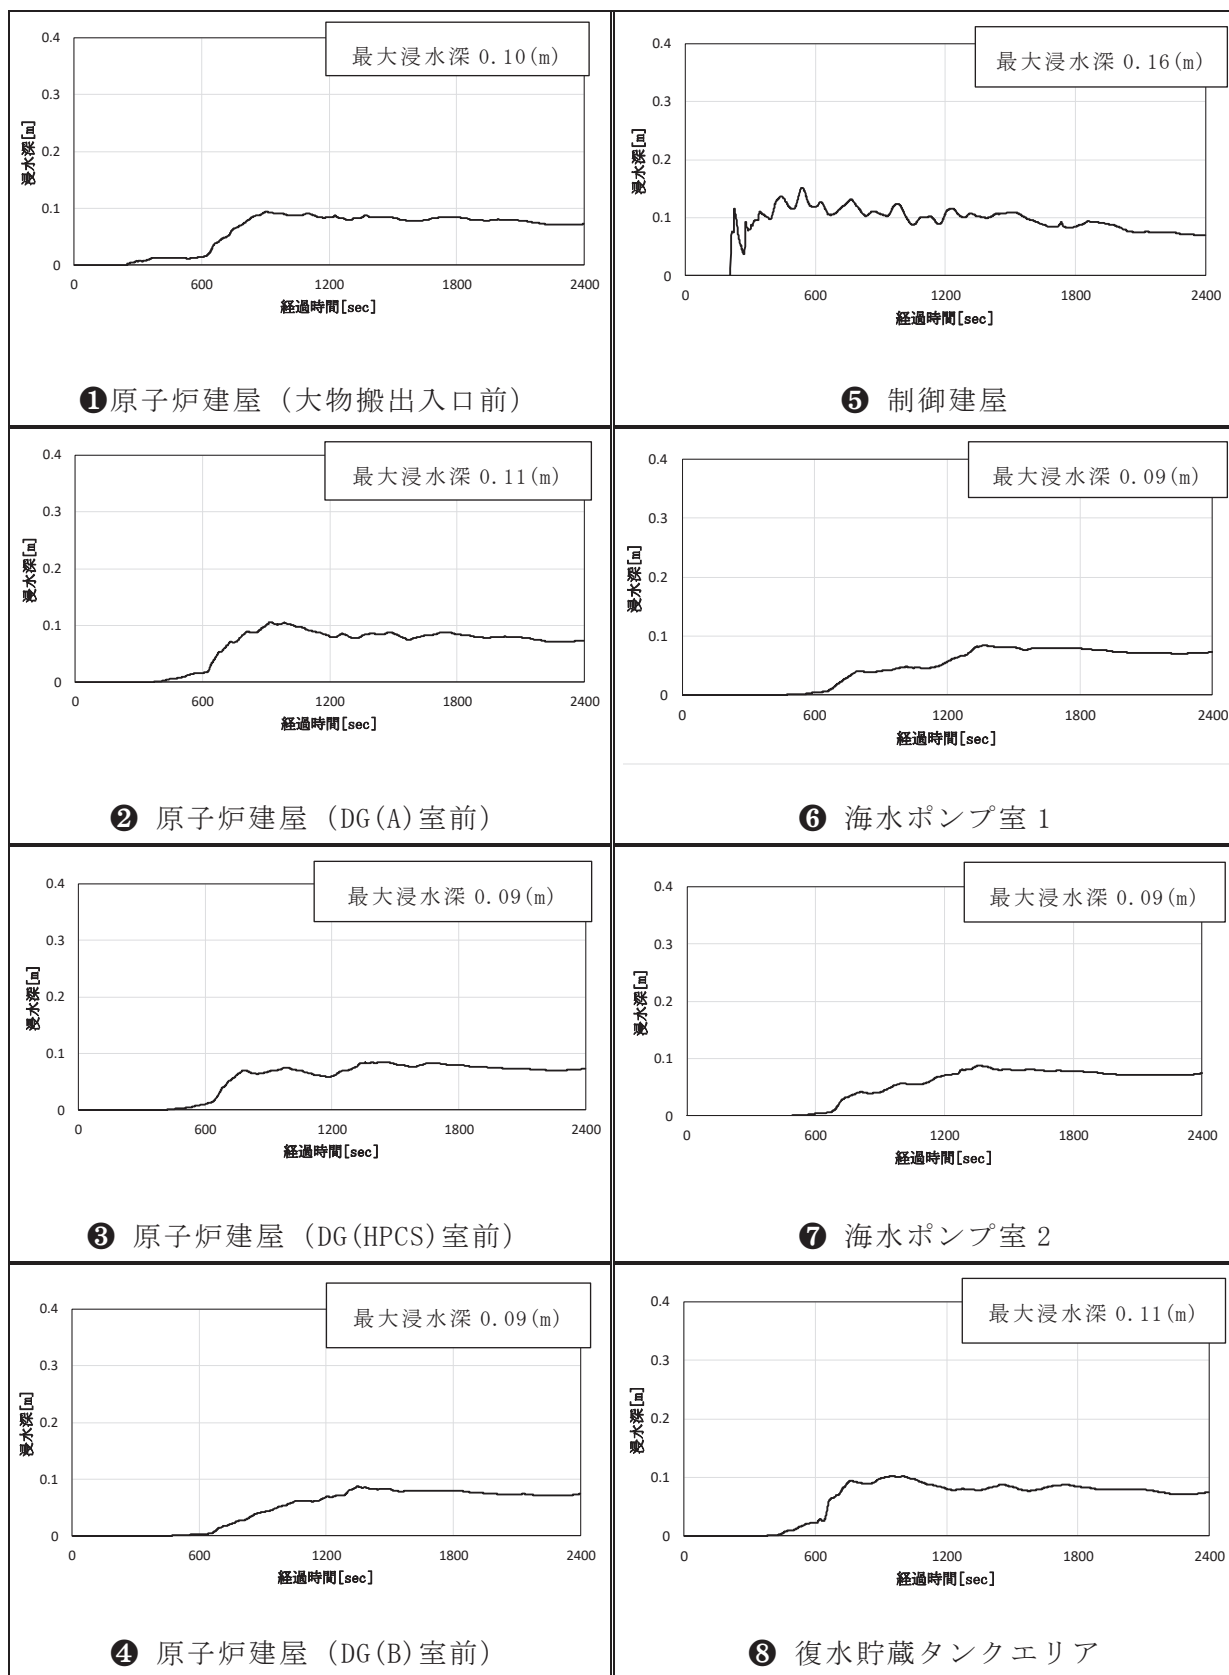 最大浸水深 0.10(m)
浸水深[m]
0.4
0.3
0.2
0.1
0
0 600 1200 1800 2400
経過時間[sec]
❶原子炉建屋（大物搬出入口前）
最大浸水深 0.16(m)
浸水深[m]
0.4
0.3
0.2
0.1
0
0 600 1200 1800 2400
経過時間[sec]
❺ 制御建屋
最大浸水深 0.11(m)
浸水深[m]
0.4
0.3
0.2
0.1
0
0 600 1200 1800 2400
経過時間[sec]
❷ 原子炉建屋（DG(A)室前）
最大浸水深 0.09(m)
浸水深[m]
0.4
0.3
0.2
0.1
0
0 600 1200 1800 2400
経過時間[sec]
❻ 海水ポンプ室 1
最大浸水深 0.09(m)
浸水深[m]
0.4
0.3
0.2
0.1
0
0 600 1200 1800 2400
経過時間[sec]
❸ 原子炉建屋（DG(HPCS)室前）
最大浸水深 0.09(m)
浸水深[m]
0.4
0.3
0.2
0.1
0
0 600 1200 1800 2400
経過時間[sec]
❼ 海水ポンプ室 2
最大浸水深 0.09(m)
浸水深[m]
0.4
0.3
0.2
0.1
0
0 600 1200 1800 2400
経過時間[sec]
❹ 原子炉建屋（DG(B)室前）
最大浸水深 0.11(m)
浸水深[m]
0.4
0.3
0.2
0.1
0
0 600 1200 1800 2400
経過時間[sec]
❽ 復水貯蔵タンクエリア